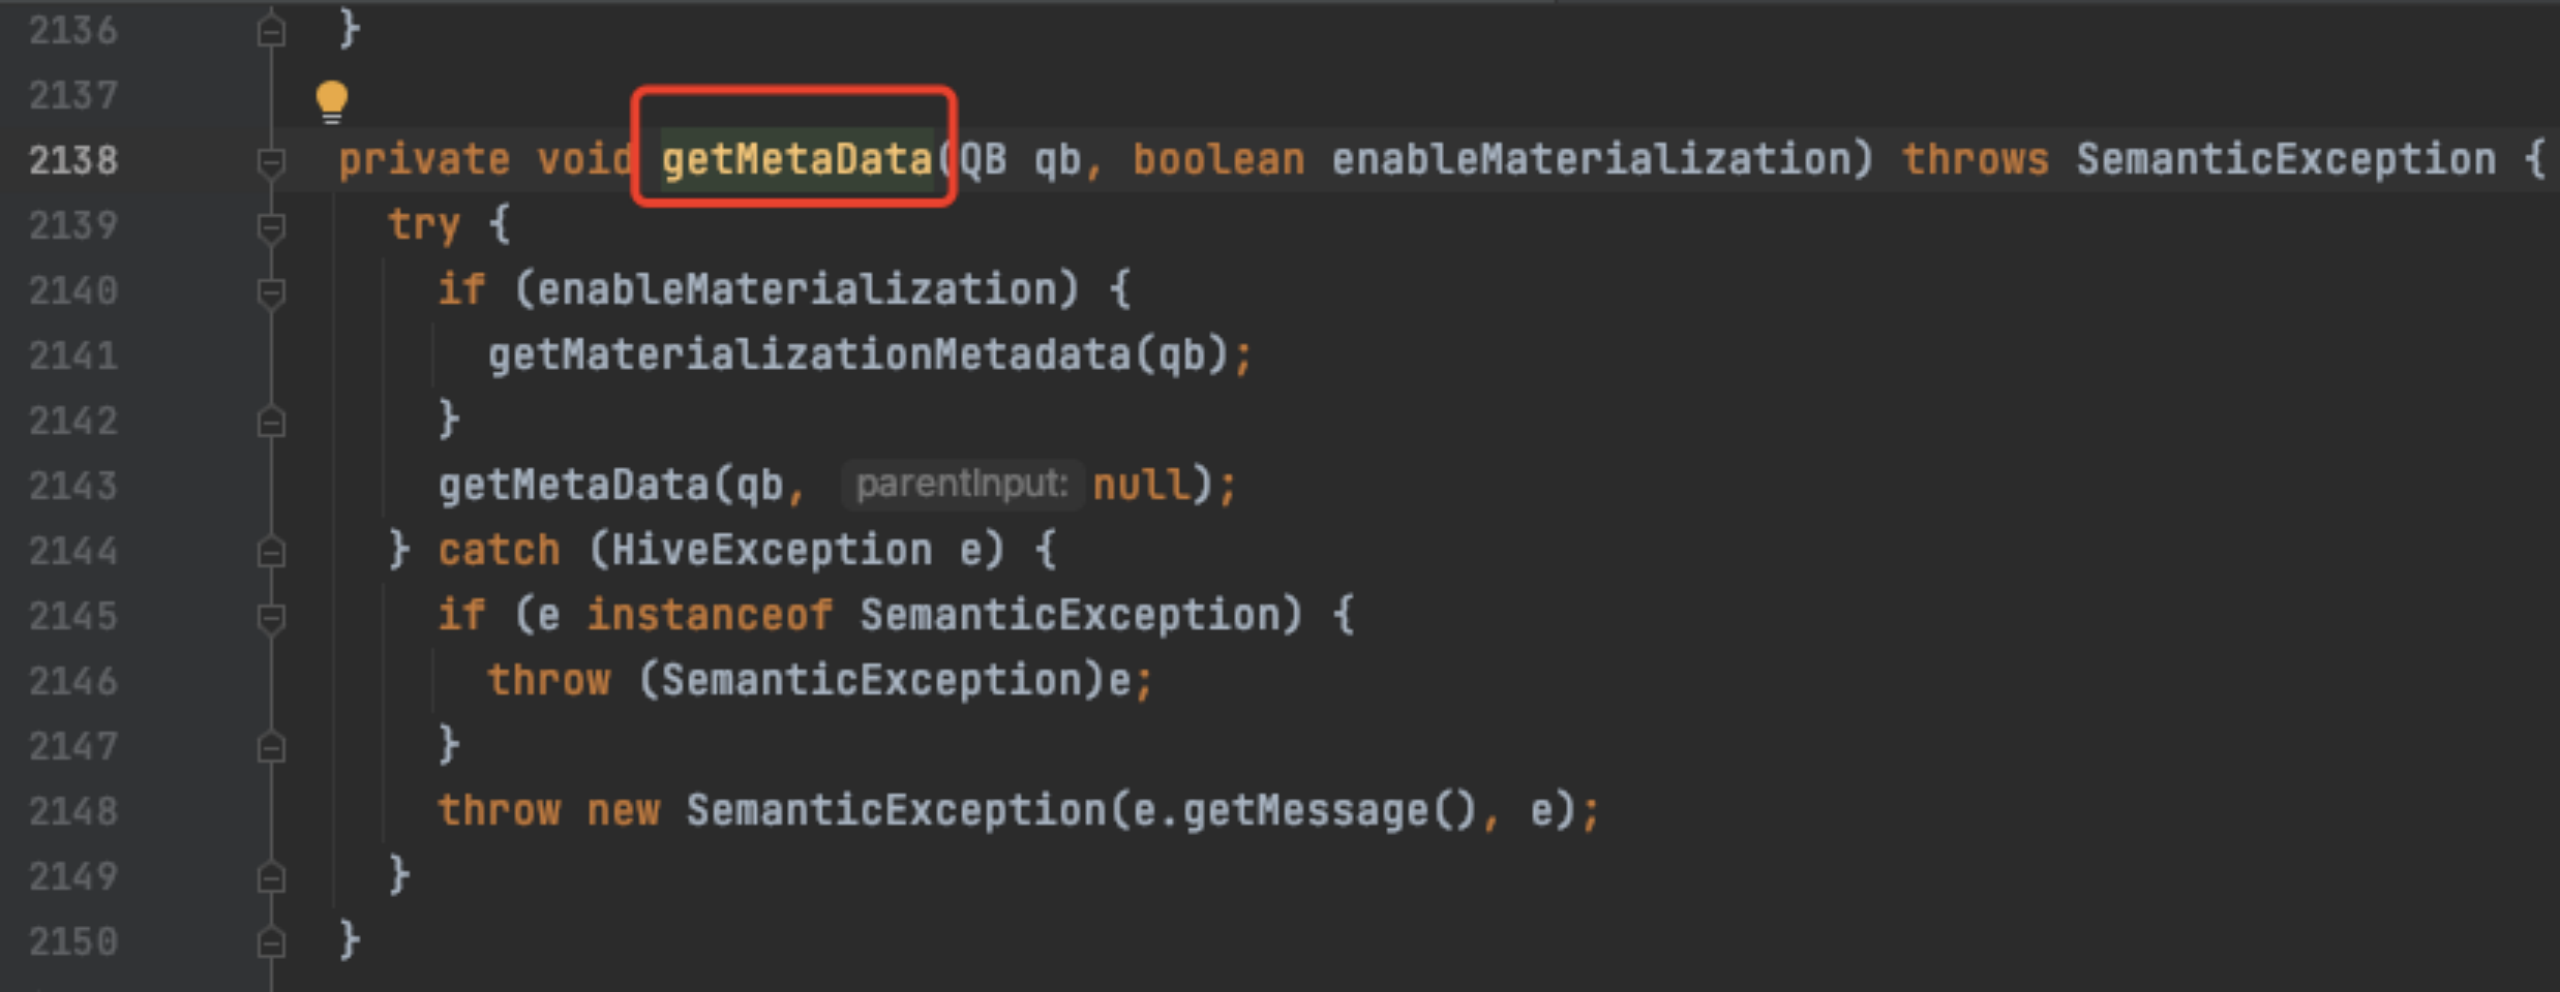 2136 }
2137
2138 private void getMetaData(QB qb, boolean enableMaterialization) throws SemanticException {
2139 try {
2140 if (enableMaterialization) {
2141 getMaterializationMetadata(qb);
2142 }
2143 getMetaData(qb, parentInput: null);
2144 } catch (HiveException e) {
2145 if (e instanceof SemanticException) {
2146 throw (SemanticException)e;
2147 }
2148 throw new SemanticException(e.getMessage(), e);
2149 }
2150 }